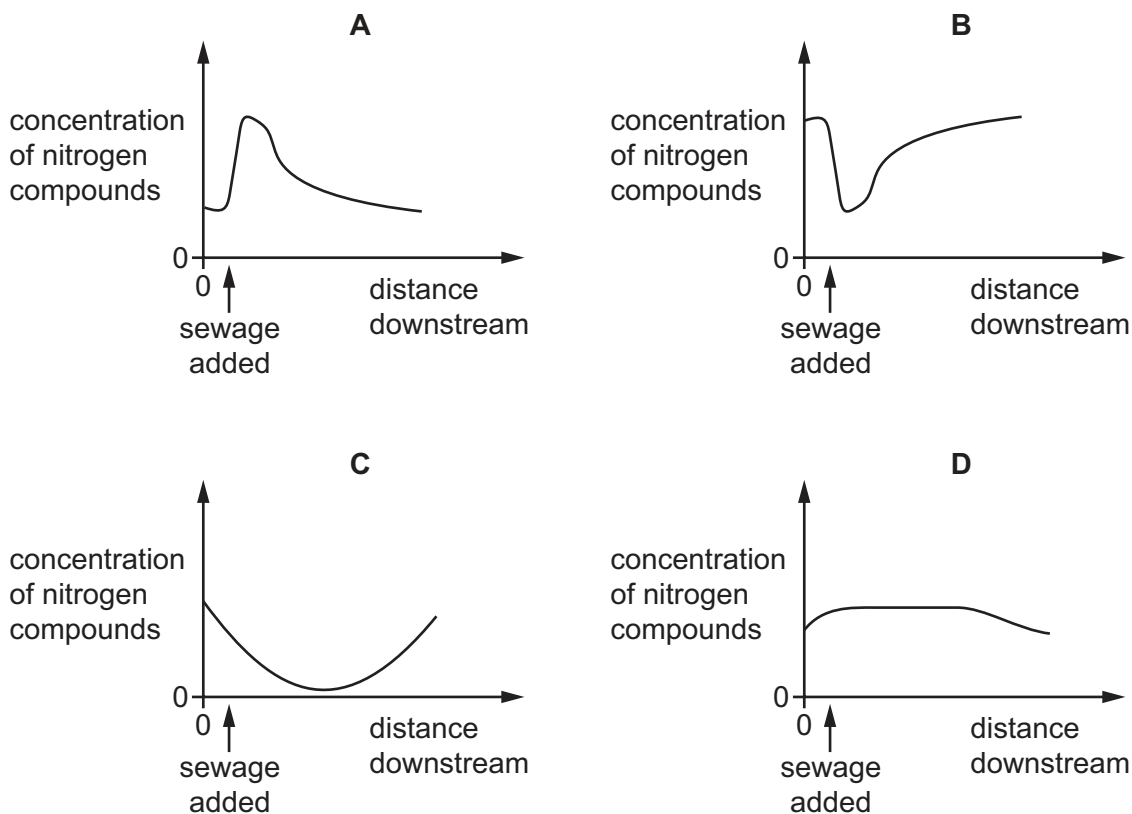 A
concentration
of nitrogen
compounds
0
0
sewage
added
distance
downstream
B
concentration
of nitrogen
compounds
0
0
sewage
added
distance
downstream
C
concentration
of nitrogen
compounds
0
0
sewage
added
distance
downstream
D
concentration
of nitrogen
compounds
0
0
sewage
added
distance
downstream